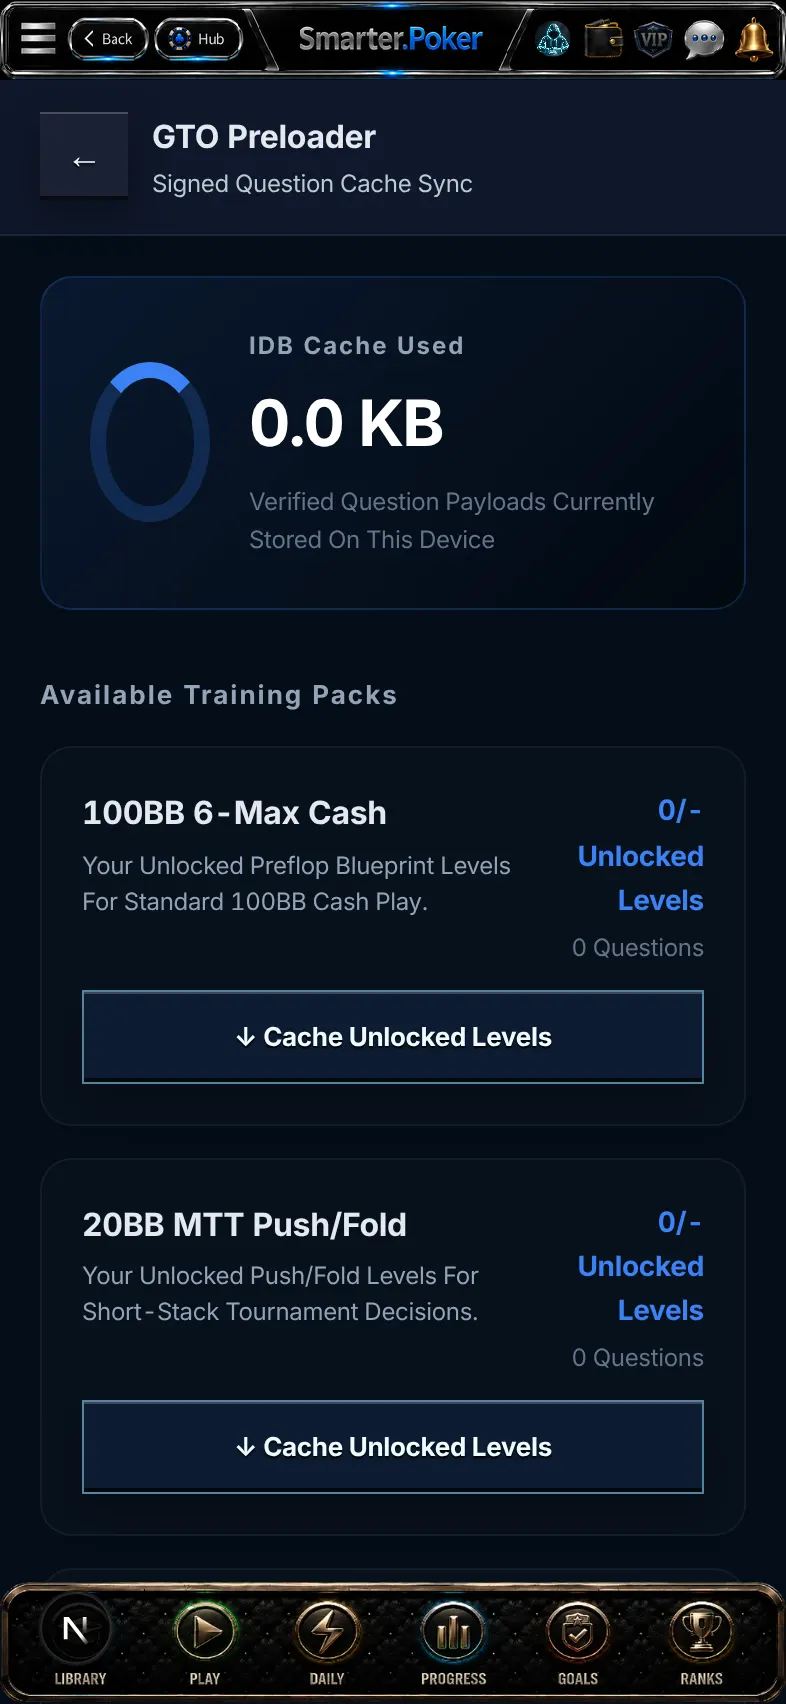 Back
Hub
Smarter.Poker
VIP
←
GTO Preloader
Signed Question Cache Sync
IDB Cache Used
0.0 KB
Verified Question Payloads Currently
Stored On This Device
Available Training Packs
100BB 6-Max Cash
Your Unlocked Preflop Blueprint Levels
For Standard 100BB Cash Play.
0/-
Unlocked
Levels
0 Questions
↓ Cache Unlocked Levels
20BB MTT Push/Fold
Your Unlocked Push/Fold Levels For
Short-Stack Tournament Decisions.
0/-
Unlocked
Levels
0 Questions
↓ Cache Unlocked Levels
N
LIBRARY
PLAY
DAILY
PROGRESS
GOALS
RANKS